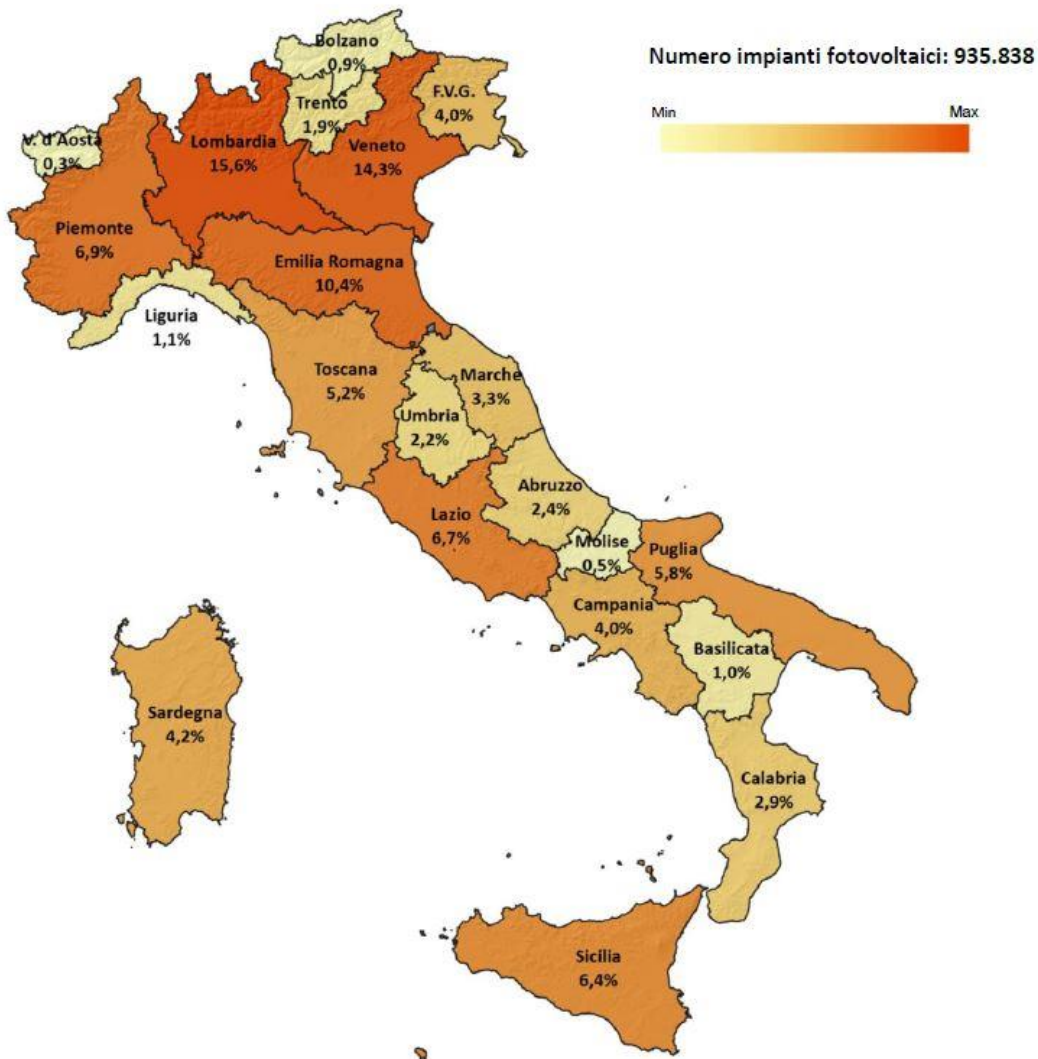 Numero impianti fotovoltaici: 935.838
Min
Max
Bolzano
0,9%
Trento
1,9%
F.V.G.
4,0%
V. d'Aosta
0,3%
Lombardia
15,6%
Veneto
14,3%
Piemonte
6,9%
Emilia Romagna
10,4%
Liguria
1,1%
Toscana
5,2%
Marche
3,3%
Umbria
2,2%
Lazio
6,7%
Abruzzo
2,4%
Molise
0,5%
Puglia
5,8%
Campania
4,0%
Basilicata
1,0%
Sardegna
4,2%
Calabria
2,9%
Sicilia
6,4%